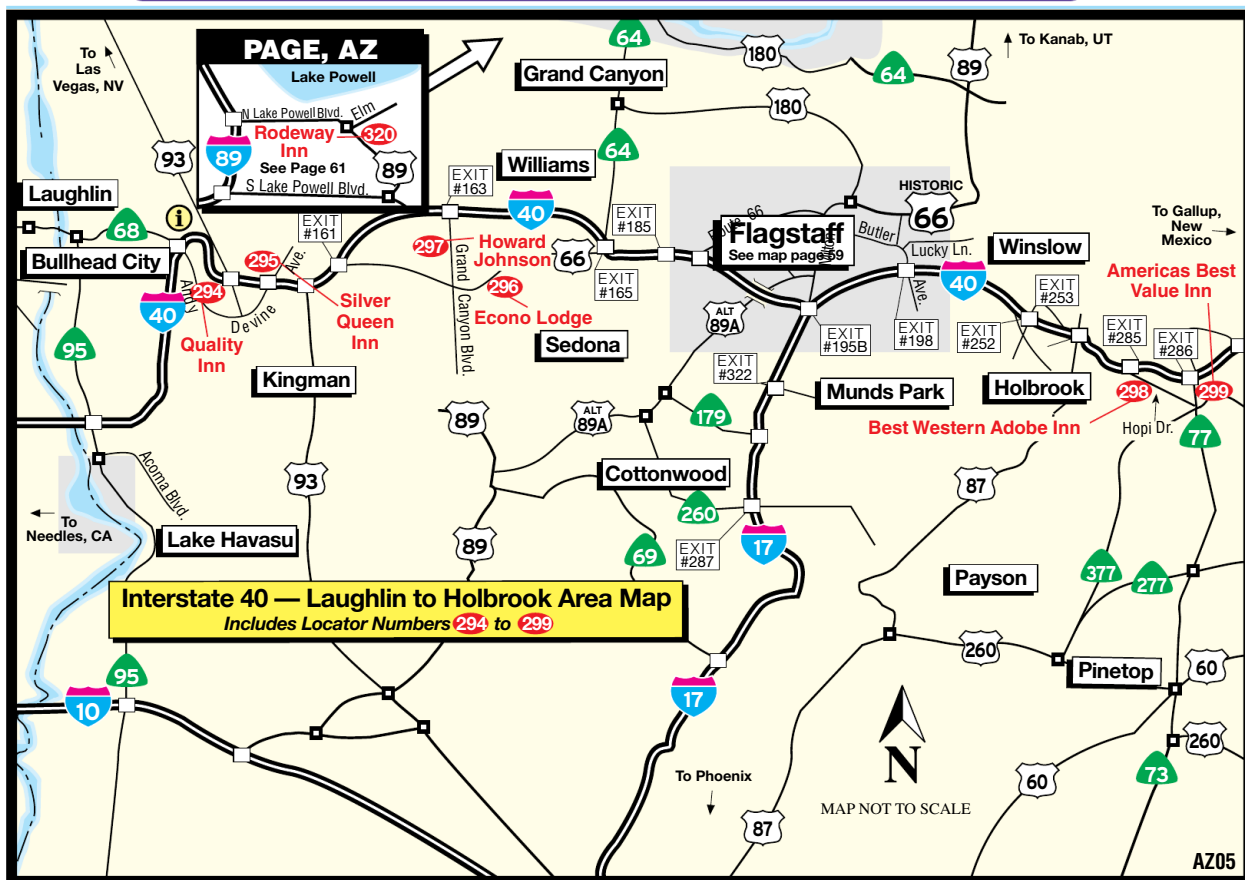 PAGE, AZ
Lake Powell
N Lake Powell Blvd.
Elm
Rodeway
Inn
320
See Page 61
89
89
S Lake Powell Blvd.
To
Las
Vegas, NV
93
64
Grand Canyon
180
64
89
To Kanab, UT
180
64
Williams
EXIT
#163
40
Laughlin
68
i
EXIT
#161
EXIT
#185
HISTORIC
66
Route 66
Flagstaff
See map page 59
Butler
Lucky Ln.
Ave.
Milton
Winslow
To Gallup,
New
Mexico
Bullhead City
295
Ave.
297
Howard
Johnson
66
EXIT
#165
40
EXIT
#253
Americas Best
Value Inn
40
Andy
294
Devine
Silver
Queen
Inn
Quality
Inn
Grand Canyon Blvd.
296
Econo Lodge
Sedona
ALT
89A
EXIT
#195B
EXIT
#198
EXIT
#252
EXIT
#285
EXIT
#286
95
Kingman
EXIT
#322
Munds Park
Holbrook
298
299
Best Western Adobe Inn
Hopi Dr.
77
89
ALT
89A
179
Acoma Blvd.
93
Cottonwood
87
To
Needles, CA
Lake Havasu
89
260
69
EXIT
#287
17
Payson
377
277
Interstate 40 — Laughlin to Holbrook Area Map
Includes Locator Numbers 294 to 299
260
Pinetop
60
95
10
17
N
MAP NOT TO SCALE
To Phoenix
87
60
260
73
AZ05